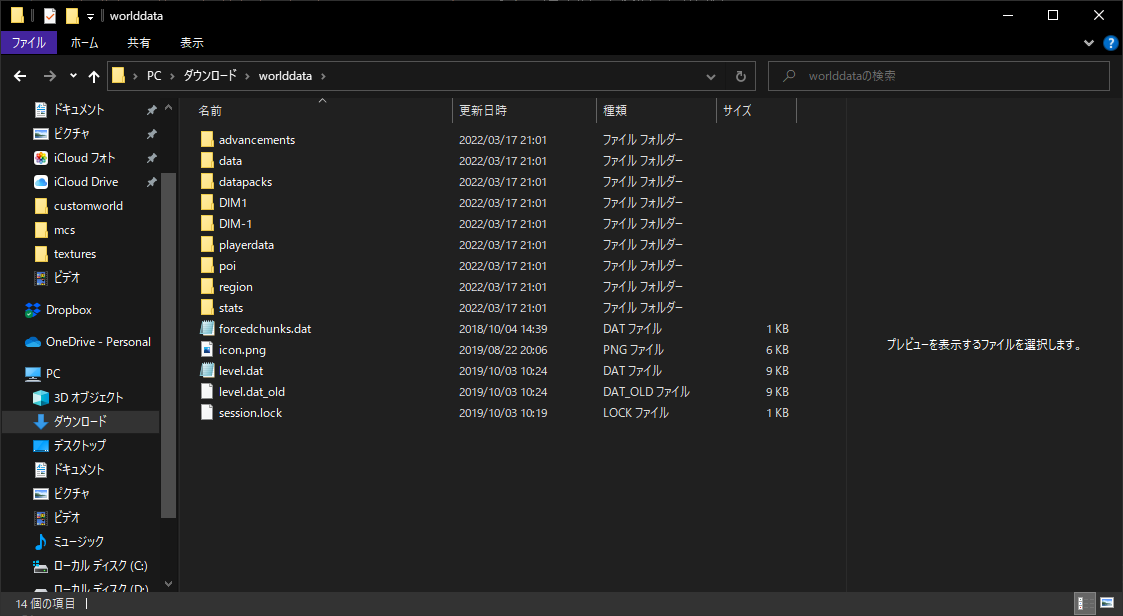 worlddata
ファイル ホーム 共有 表示
PC ダウンロード worlddata worlddataの検索
ドキュメント
ピクチャ
iCloud フォト
iCloud Drive
customworld
mcs
textures
ビデオ
Dropbox
OneDrive - Personal
PC
3D オブジェクト
ダウンロード
デスクトップ
ドキュメント
ピクチャ
ビデオ
ミュージック
ローカル ディスク (C:)
ローカル ディスク (D:)
名前 更新日時 種類 サイズ
advancements 2022/03/17 21:01 ファイル フォルダー
data 2022/03/17 21:01 ファイル フォルダー
datapacks 2022/03/17 21:01 ファイル フォルダー
DIM1 2022/03/17 21:01 ファイル フォルダー
DIM-1 2022/03/17 21:01 ファイル フォルダー
playerdata 2022/03/17 21:01 ファイル フォルダー
poi 2022/03/17 21:01 ファイル フォルダー
region 2022/03/17 21:01 ファイル フォルダー
stats 2022/03/17 21:01 ファイル フォルダー
forcedchunks.dat 2018/10/04 14:39 DAT ファイル 1 KB
icon.png 2019/08/22 20:06 PNG ファイル 6 KB
level.dat 2019/10/03 10:24 DAT ファイル 9 KB
level.dat_old 2019/10/03 10:24 DAT_OLD ファイル 9 KB
session.lock 2019/10/03 10:19 LOCK ファイル 1 KB
プレビューを表示するファイルを選択します。
14 個の項目